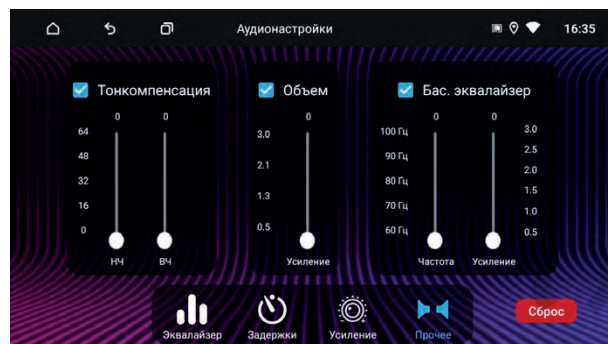 Аудионастройки
16:35
Тонкомпенсация
0 0
64
48
32
16
0
НЧ ВЧ
Объем
0
3.0
2.1
1.3
0.5
Усиление
Бас. эквалайзер
0 0
100 Гц
90 Гц
80 Гц
70 Гц
60 Гц
3.0
2.5
2.0
1.5
1.0
0.5
Частота Усиление
Эквалайзер
Задержки
Усиление
Прочее
Сброс